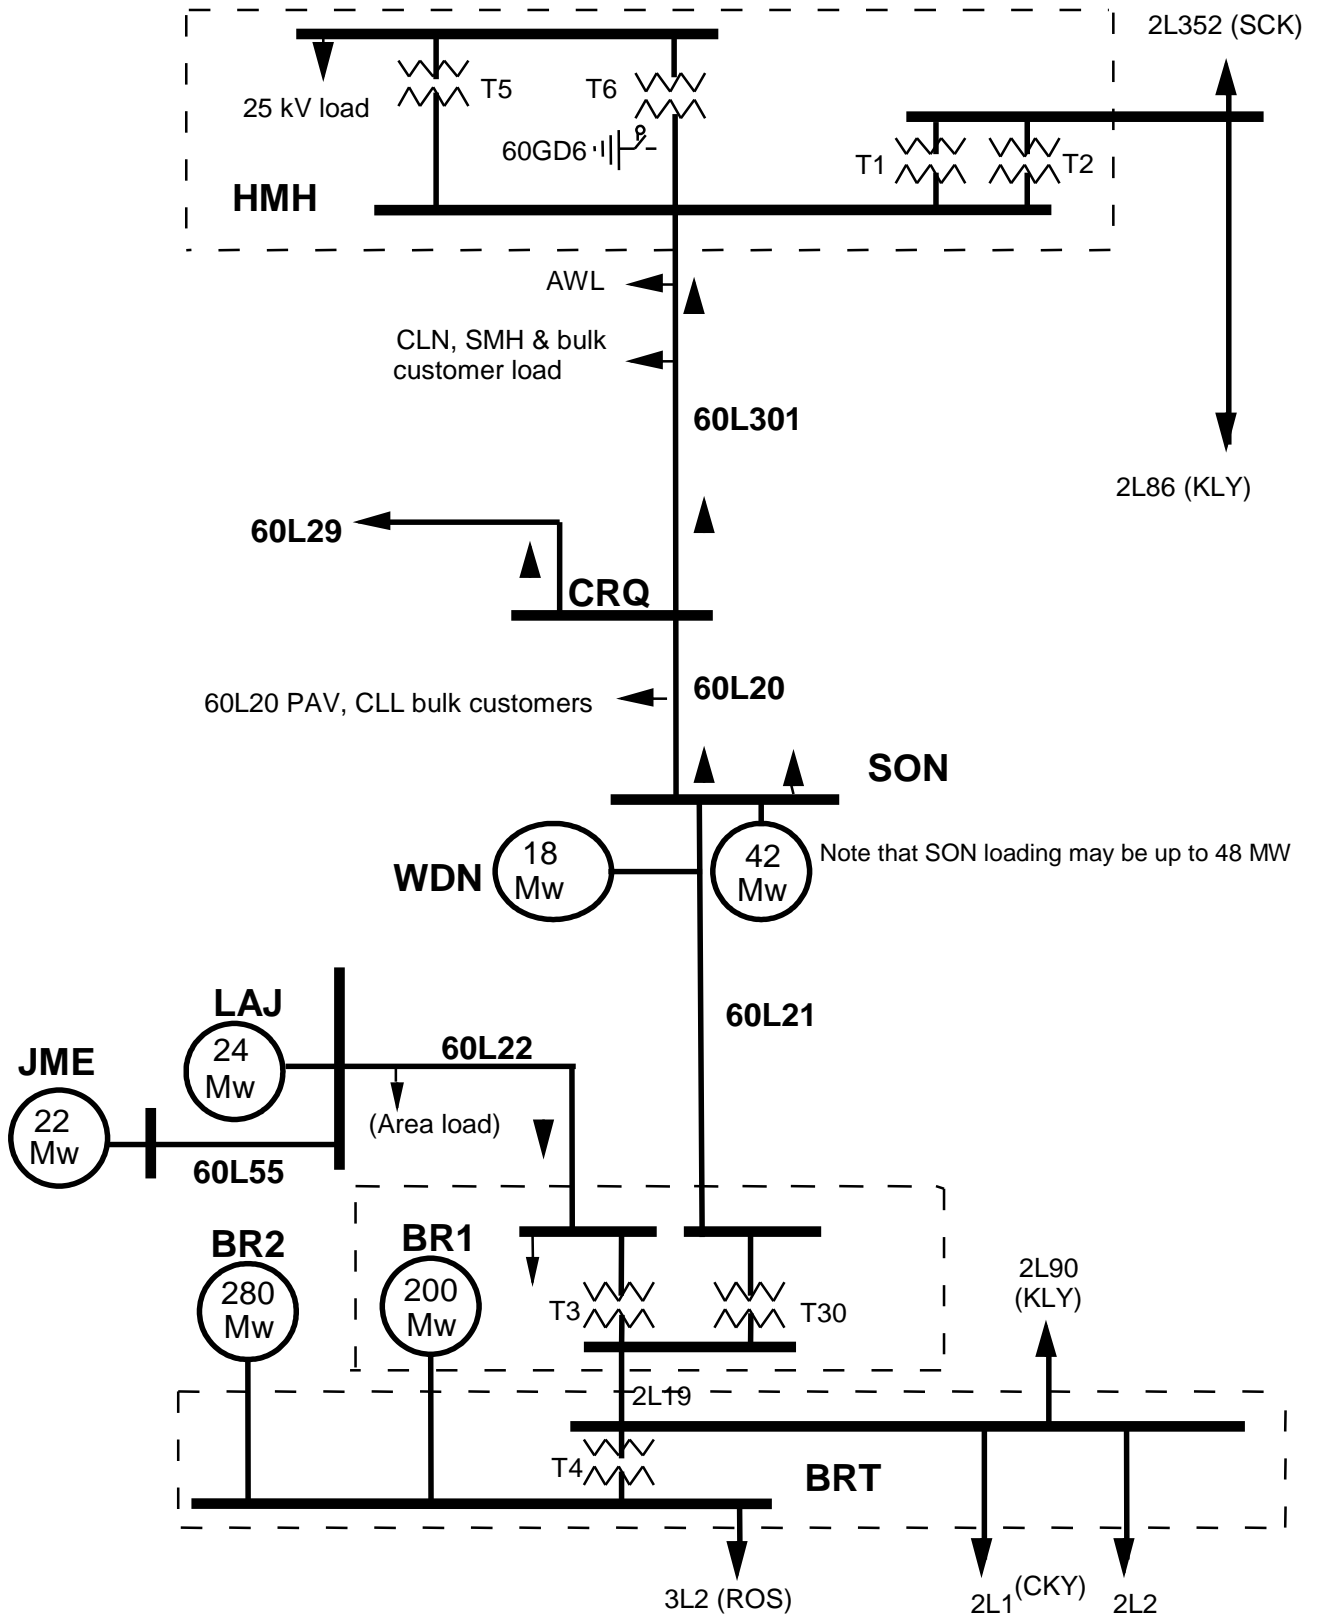 2L352 (SCK)
T5
T6
25 kV load
60GD6
T1
T2
HMH
AWL
CLN, SMH & bulk
customer load
60L301
2L86 (KLY)
60L29
CRQ
60L20
60L20 PAV, CLL bulk customers
SON
18
Mw
42
Mw
Note that SON loading may be up to 48 MW
WDN
LAJ
24
Mw
60L22
60L21
JME
22
Mw
(Area load)
60L55
BR2
BR1
280
Mw
200
Mw
T3
T30
2L90
(KLY)
2L19
T4
BRT
3L2 (ROS)
2L1
(CKY)
2L2